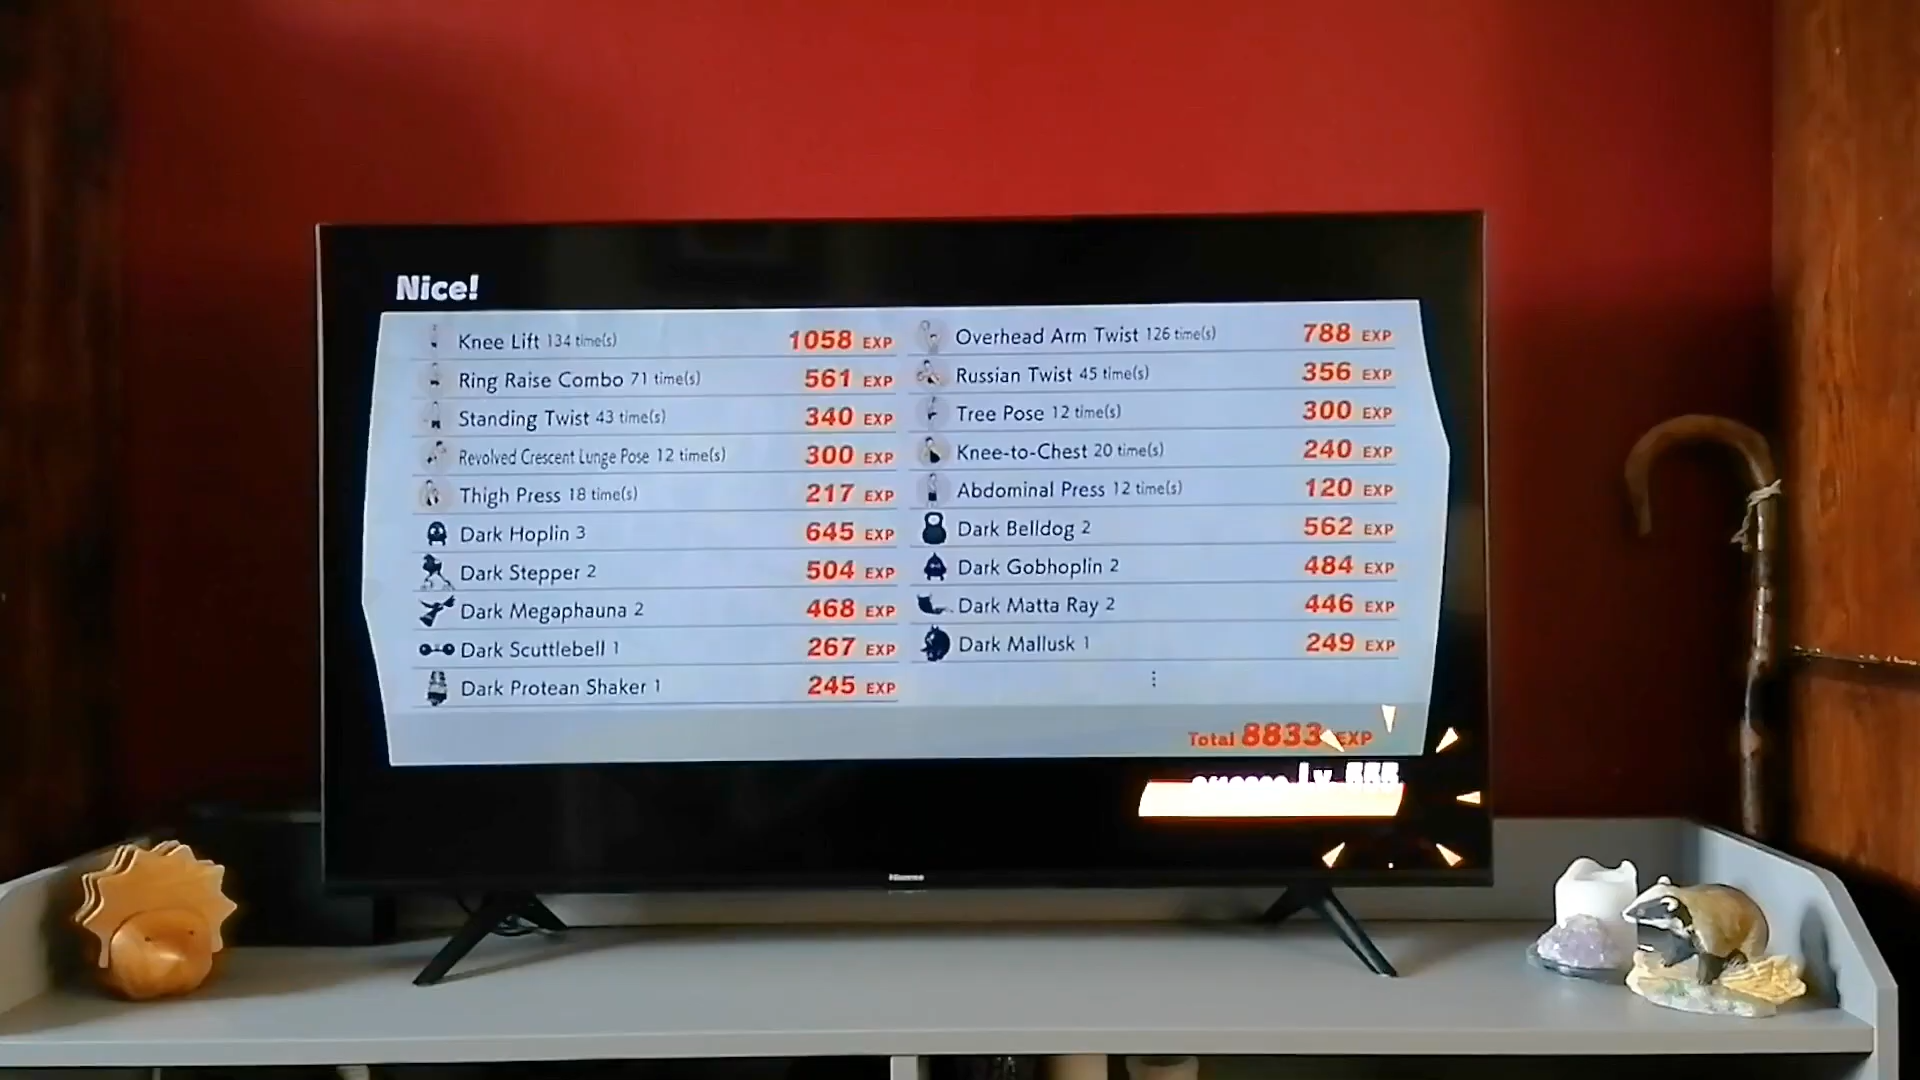 Nice!
Knee Lift 134 time(s) 1058 EXP
Overhead Arm Twist 126 time(s) 788 EXP
Ring Raise Combo 71 time(s) 561 EXP
Russian Twist 45 time(s) 356 EXP
Standing Twist 43 time(s) 340 EXP
Tree Pose 12 time(s) 300 EXP
Revolved Crescent Lunge Pose 12 time(s) 300 EXP
Knee-to-Chest 20 time(s) 240 EXP
Thigh Press 18 time(s) 217 EXP
Abdominal Press 12 time(s) 120 EXP
Dark Hoplin 3 645 EXP
Dark Belldog 2 562 EXP
Dark Stepper 2 504 EXP
Dark Gobhoplin 2 484 EXP
Dark Megaphauna 2 468 EXP
Dark Matta Ray 2 446 EXP
Dark Scuttlebell 1 267 EXP
Dark Mallusk 1 249 EXP
Dark Protean Shaker 1 245 EXP
⋮
Total 8833 EXP
Lv.
Hisense